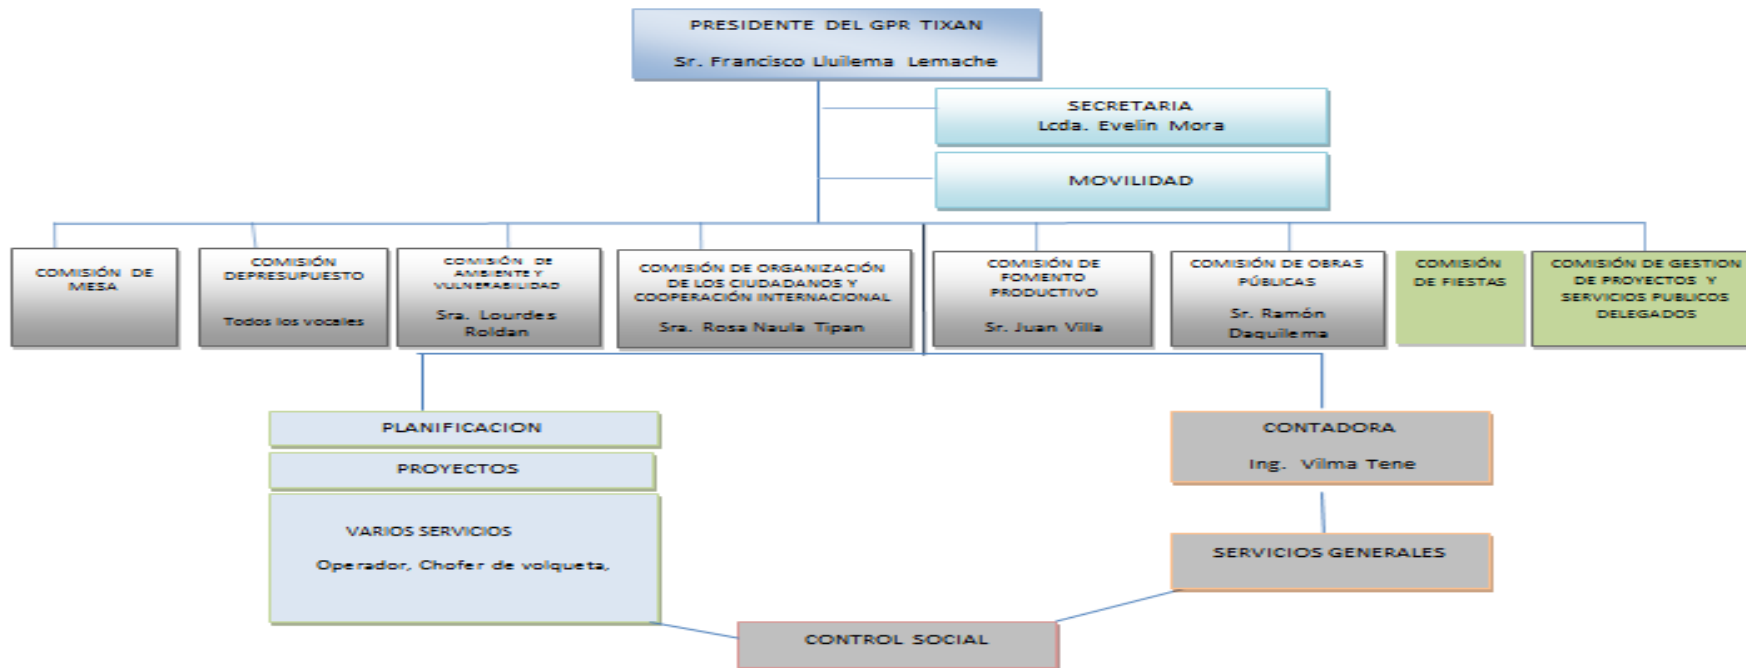 PRESIDENTE DEL GPR TIXAN
Sr. Francisco Lluilema Lemache
SECRETARIA
Lcda. Evelin Mora
MOVILIDAD
COMISIÓN DE
MESA
COMISIÓN
DEPRESUPUESTO
Todos los vocales
COMISIÓN DE
AMBIENTE Y
VULNERABILIDAD
Sra. Lourdes
Roldan
COMISIÓN DE ORGANIZACIÓN
DE LOS CIUDADANOS Y
COOPERACIÓN INTERNACIONAL
Sra. Rosa Naula Tipan
COMISIÓN DE
FOMENTO
PRODUCTIVO
Sr. Juan Villa
COMISIÓN DE OBRAS
PÚBLICAS
Sr. Ramón
Daquilema
COMISIÓN
DE FIESTAS
COMISIÓN DE GESTION
DE PROYECTOS Y
SERVICIOS PUBLICOS
DELEGADOS
PLANIFICACION
PROYECTOS
VARIOS SERVICIOS
Operador, Chofer de volqueta,
CONTADORA
Ing. Vilma Tene
SERVICIOS GENERALES
CONTROL SOCIAL